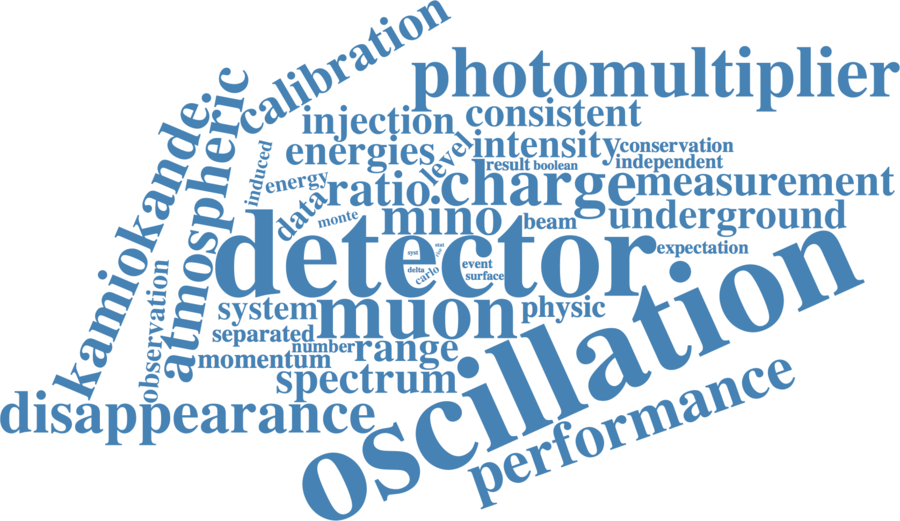 calibration
photomultiplier
kamiokande
atmospheric
injection
consistent
energies
level
intensity
conservation
result
boolean
independent
induced
energy
ratio
charge
measurement
data
monte
mino
beam
underground
detector
expectation
stat
syst
delta
carlo
event
surface
observation
system
muon
physic
oscillation
separated
number
range
momentum
spectrum
disappearance
performance